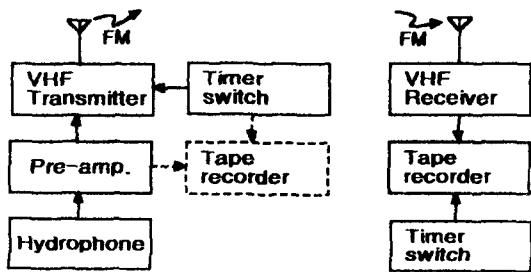 FM
VHF
Transmitter
Timer
switch
Pre-amp.
Tape
recorder
Hydrophone
FM
VHF
Receiver
Tape
recorder
Timer
switch